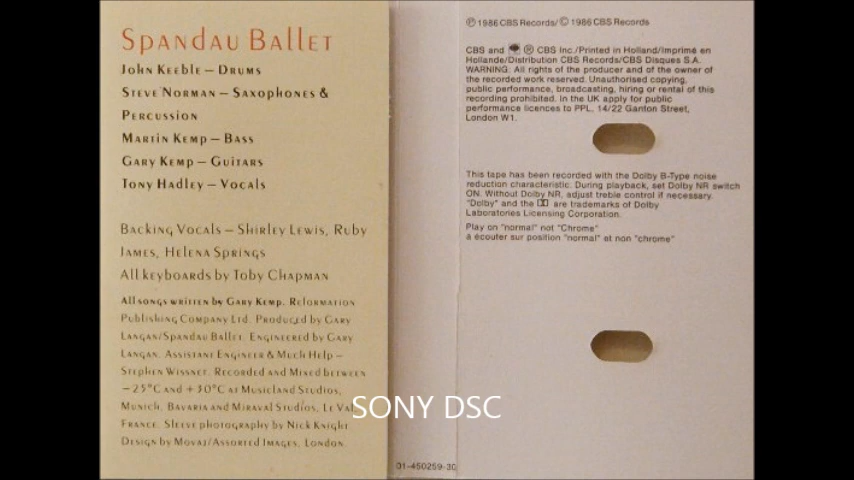 Spandau Ballet
John Keeble – Drums
Steve Norman – Saxophones &
Percussion
Martin Kemp – Bass
Gary Kemp – Guitars
Tony Hadley – Vocals
Backing Vocals – Shirley Lewis, Ruby
James, Helena Springs
All keyboards by Toby Chapman
All songs written by Gary Kemp. Reformation
Publishing Company Ltd. Produced by Gary
Langan/Spandau Ballet. Engineered by Gary
Langan. Assistant Engineer & Much Help –
Stephen Wissnet. Recorded and Mixed between
–25°C and +30°C at Musicland Studios,
Munich, Bavaria and Miraval Studios, Le Val
France. Sleeve photography by Nick Knight
Design by Movaj/Assorted Images, London.
℗ 1986 CBS Records/© 1986 CBS Records
CBS and ® CBS Inc./Printed in Holland/Imprimé en
Hollande/Distribution CBS Records/CBS Disques S.A.
WARNING: All rights of the producer and of the owner of
the recorded work reserved. Unauthorised copying,
public performance, broadcasting, hiring or rental of this
recording prohibited. In the UK apply for public
performance licences to PPL, 14/22 Ganton Street,
London W1.
This tape has been recorded with the Dolby B-Type noise
reduction characteristic. During playback, set Dolby NR switch
ON. Without Dolby NR, adjust treble control if necessary.
"Dolby" and the are trademarks of Dolby
Laboratories Licensing Corporation.
Play on "normal" not "Chrome"
à écouter sur position "normal" et non "chrome"
01-450259-30
SONY DSC